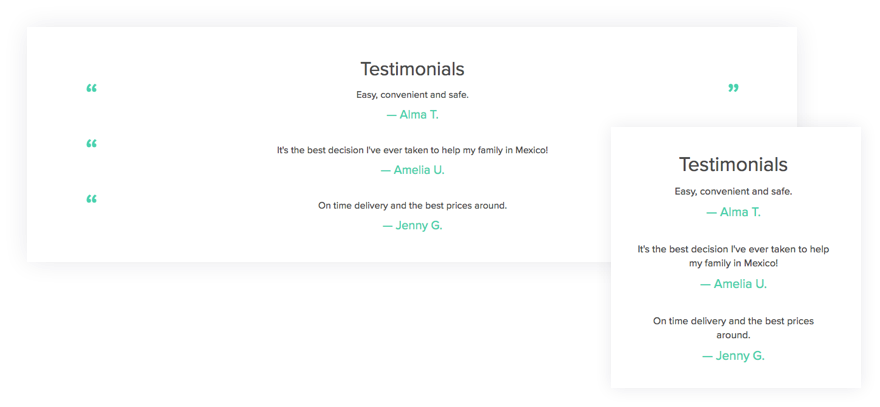 Testimonials
“ Easy, convenient and safe. ”
— Alma T.
“ It's the best decision I've ever taken to help my family in Mexico!
— Amelia U.
“ On time delivery and the best prices around.
— Jenny G.
Testimonials
Easy, convenient and safe.
— Alma T.
It's the best decision I've ever taken to help
my family in Mexico!
— Amelia U.
On time delivery and the best prices
around.
— Jenny G.